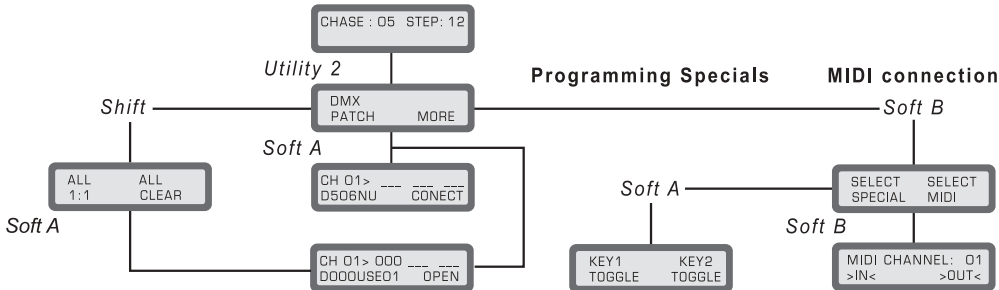 CHASE : 05 STEP: 12
Utility 2
Programming Specials
MIDI connection
Shift
DMX
PATCH MORE
Soft B
Soft A
ALL ALL
1:1 CLEAR
CH 01> ___ ___ ___
D506NU CONECT
Soft A
SELECT SELECT
SPECIAL MIDI
Soft A
Soft B
CH 01> 000 ___ ___
D000USE01 OPEN
KEY1 KEY2
TOGGLE TOGGLE
MIDI CHANNEL: 01
>IN< >OUT<